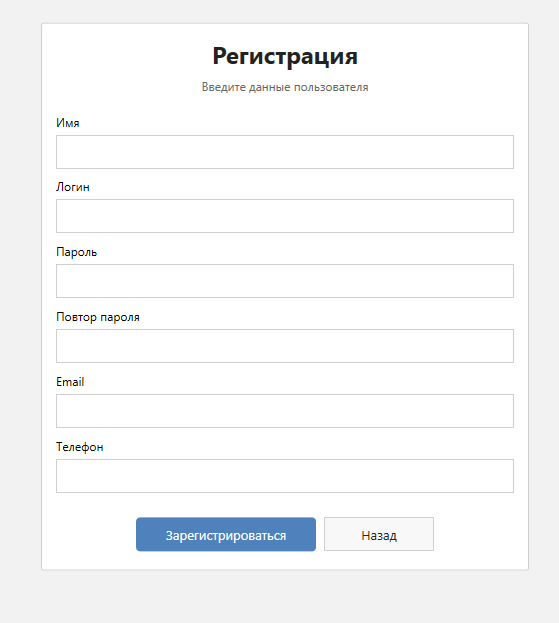 Регистрация
Введите данные пользователя
Имя
Логин
Пароль
Повтор пароля
Email
Телефон
Зарегистрироваться Назад